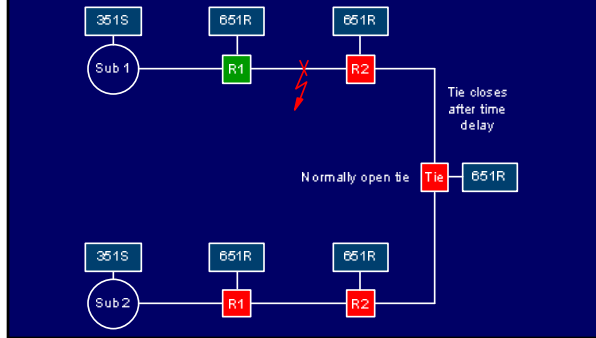 351S
651R
651R
Sub 1
R1
R2
Tie closes
after time
delay
Normally open tie
Tie
651R
351S
651R
651R
Sub 2
R1
R2